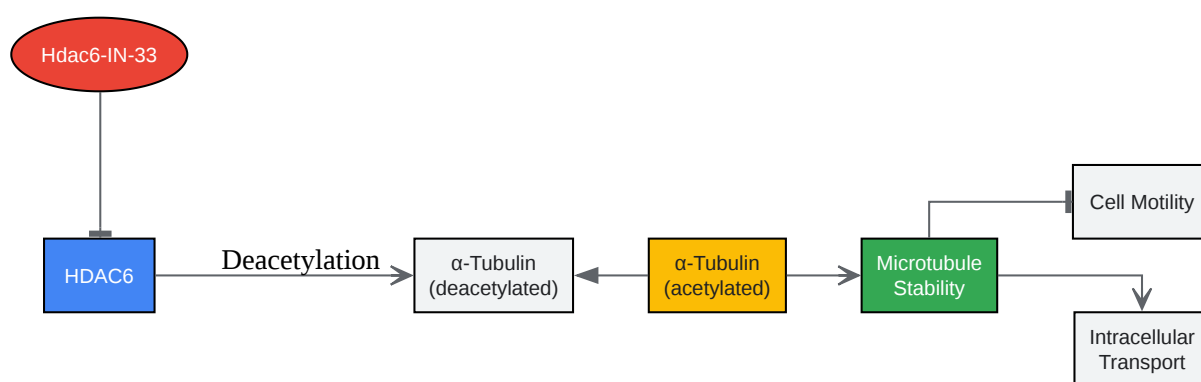 Hdac6-IN-33
Cell Motility
HDAC6
Deacetylation
α-Tubulin
(deacetylated)
α-Tubulin
(acetylated)
Microtubule
Stability
Intracellular
Transport